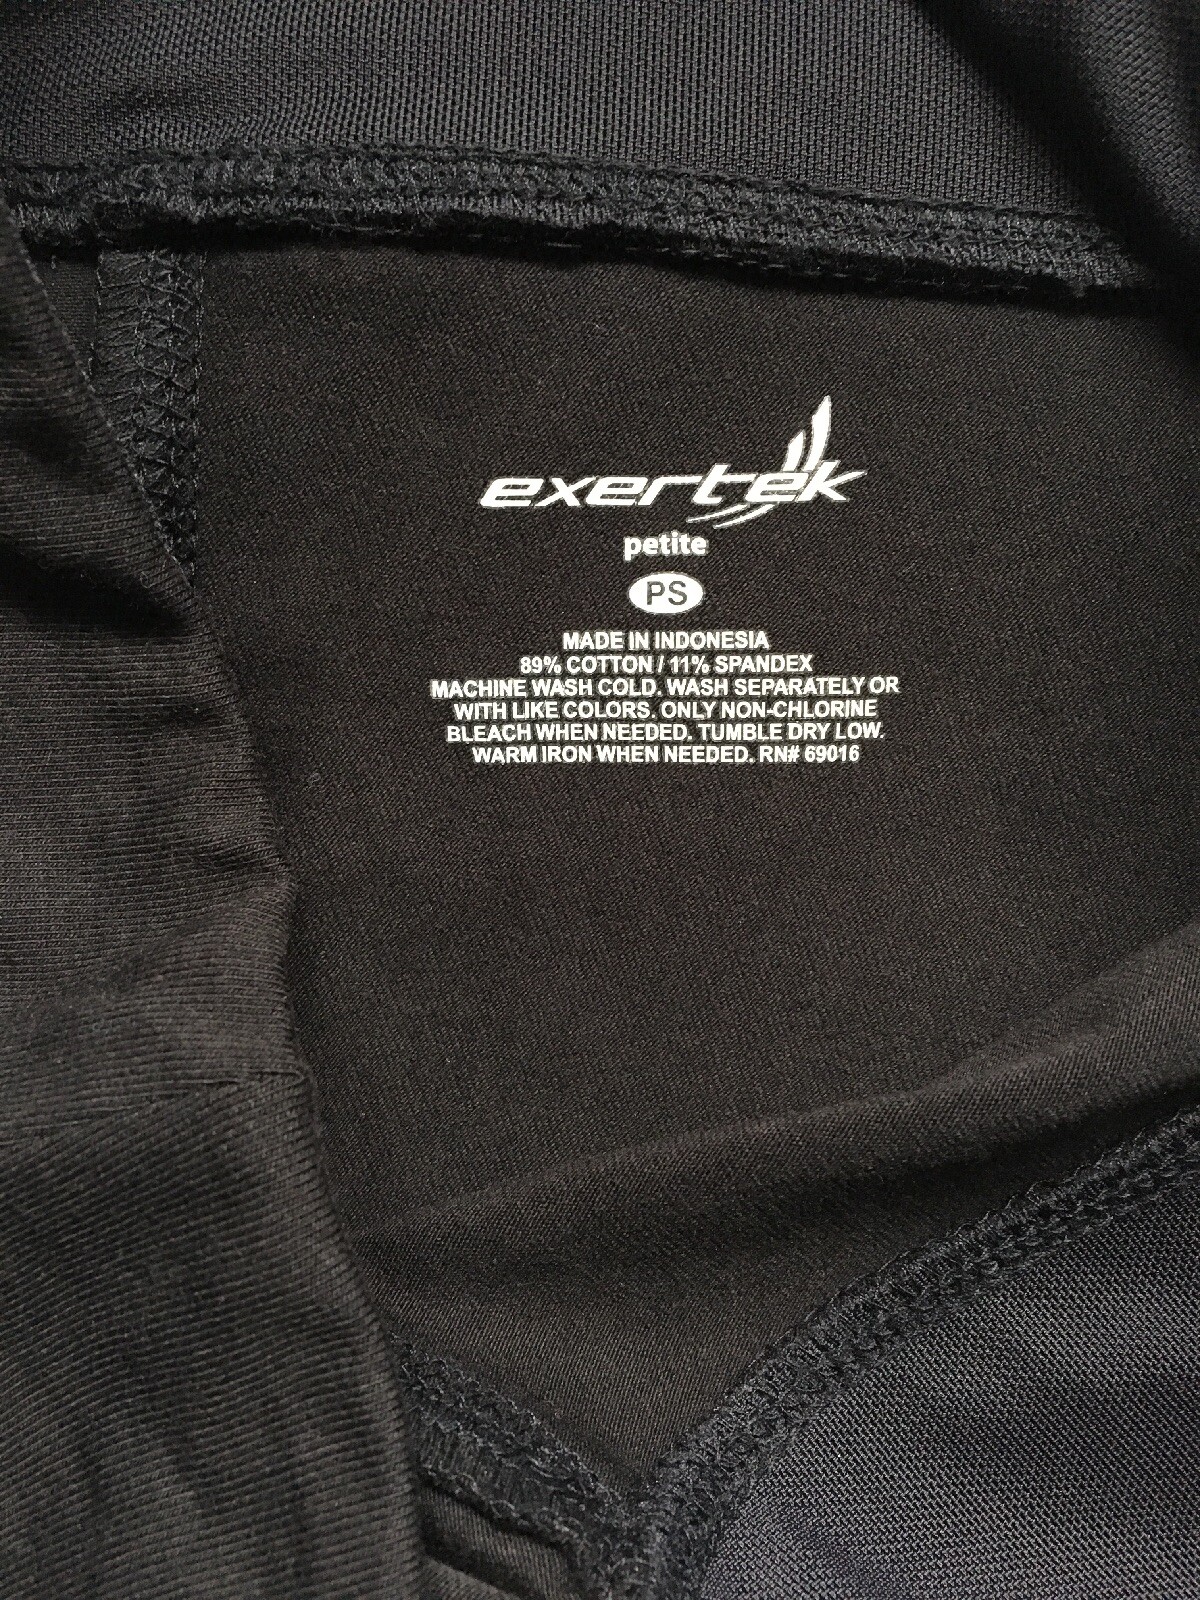 exertek
petite
PS
MADE IN INDONESIA
89% COTTON / 11% SPANDEX
MACHINE WASH COLD. WASH SEPARATELY OR
WITH LIKE COLORS. ONLY NON-CHLORINE
BLEACH WHEN NEEDED. TUMBLE DRY LOW.
WARM IRON WHEN NEEDED. RN# 69016